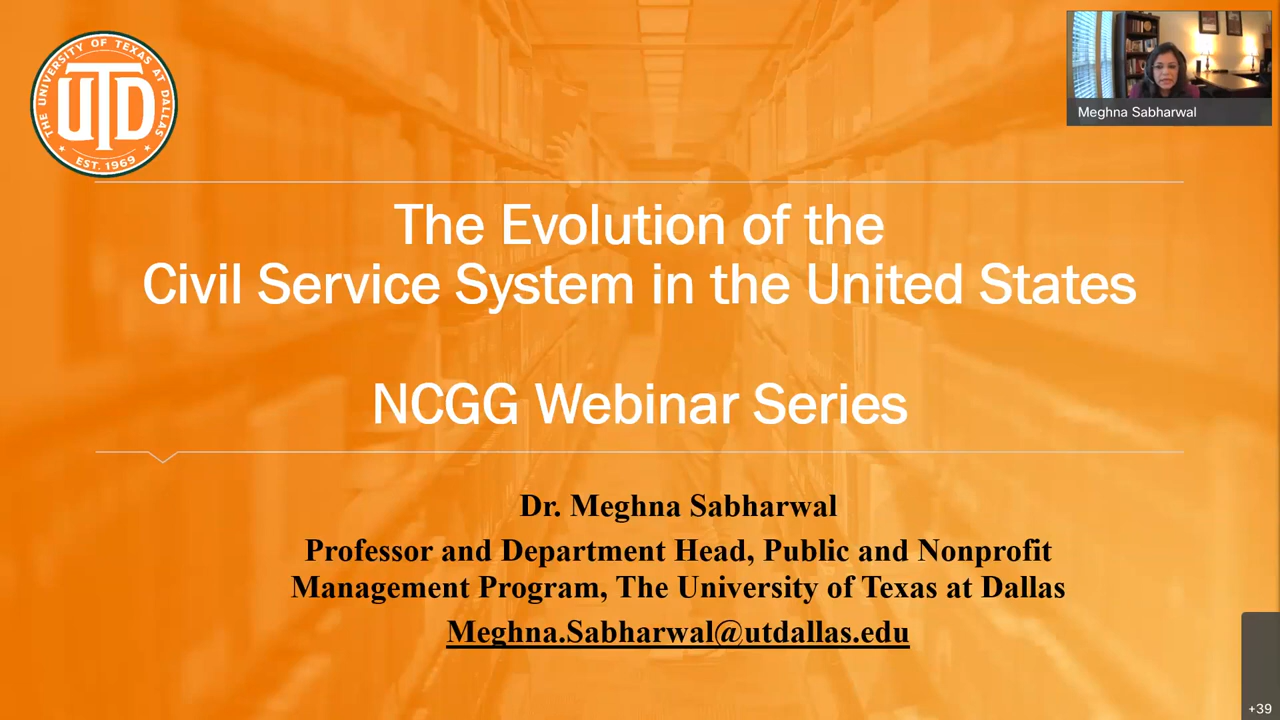 THE UNIVERSITY OF TEXAS AT DALLAS
UTD
EST. 1969
Meghna Sabharwal
The Evolution of the
Civil Service System in the United States
NCGG Webinar Series
Dr. Meghna Sabharwal
Professor and Department Head, Public and Nonprofit
Management Program, The University of Texas at Dallas
Meghna.Sabharwal@utdallas.edu
+39